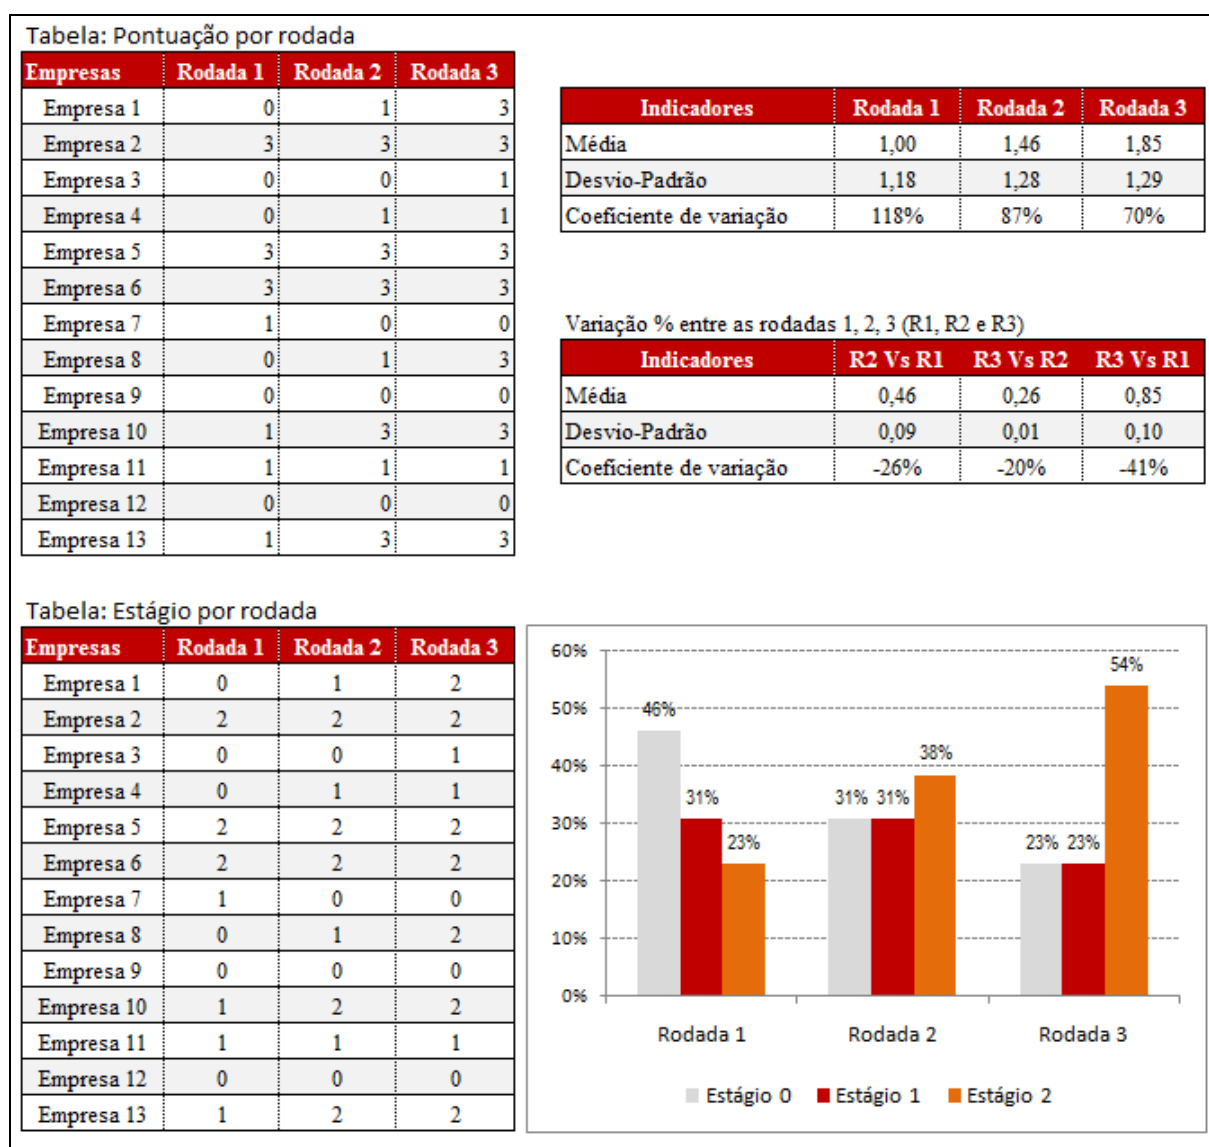 Tabela: Pontuação por rodada
Empresas Rodada 1 Rodada 2 Rodada 3
Empresa 1 0 1 3
Empresa 2 3 3 3
Empresa 3 0 0 1
Empresa 4 0 1 1
Empresa 5 3 3 3
Empresa 6 3 3 3
Empresa 7 1 0 0
Empresa 8 0 1 3
Empresa 9 0 0 0
Empresa 10 1 3 3
Empresa 11 1 1 1
Empresa 12 0 0 0
Empresa 13 1 3 3
Indicadores Rodada 1 Rodada 2 Rodada 3
Média 1,00 1,46 1,85
Desvio-Padrão 1,18 1,28 1,29
Coeficiente de variação 118% 87% 70%
Variação % entre as rodadas 1, 2, 3 (R1, R2 e R3)
Indicadores R2 Vs R1 R3 Vs R2 R3 Vs R1
Média 0,46 0,26 0,85
Desvio-Padrão 0,09 0,01 0,10
Coeficiente de variação -26% -20% -41%
Tabela: Estágio por rodada
Empresas Rodada 1 Rodada 2 Rodada 3
Empresa 1 0 1 2
Empresa 2 2 2 2
Empresa 3 0 0 1
Empresa 4 0 1 1
Empresa 5 2 2 2
Empresa 6 2 2 2
Empresa 7 1 0 0
Empresa 8 0 1 2
Empresa 9 0 0 0
Empresa 10 1 2 2
Empresa 11 1 1 1
Empresa 12 0 0 0
Empresa 13 1 2 2
60%
54%
50%
46%
40%
38%
31% 31% 31%
30%
23% 23% 23%
20%
10%
0%
Rodada 1 Rodada 2 Rodada 3
Estágio 0 Estágio 1 Estágio 2